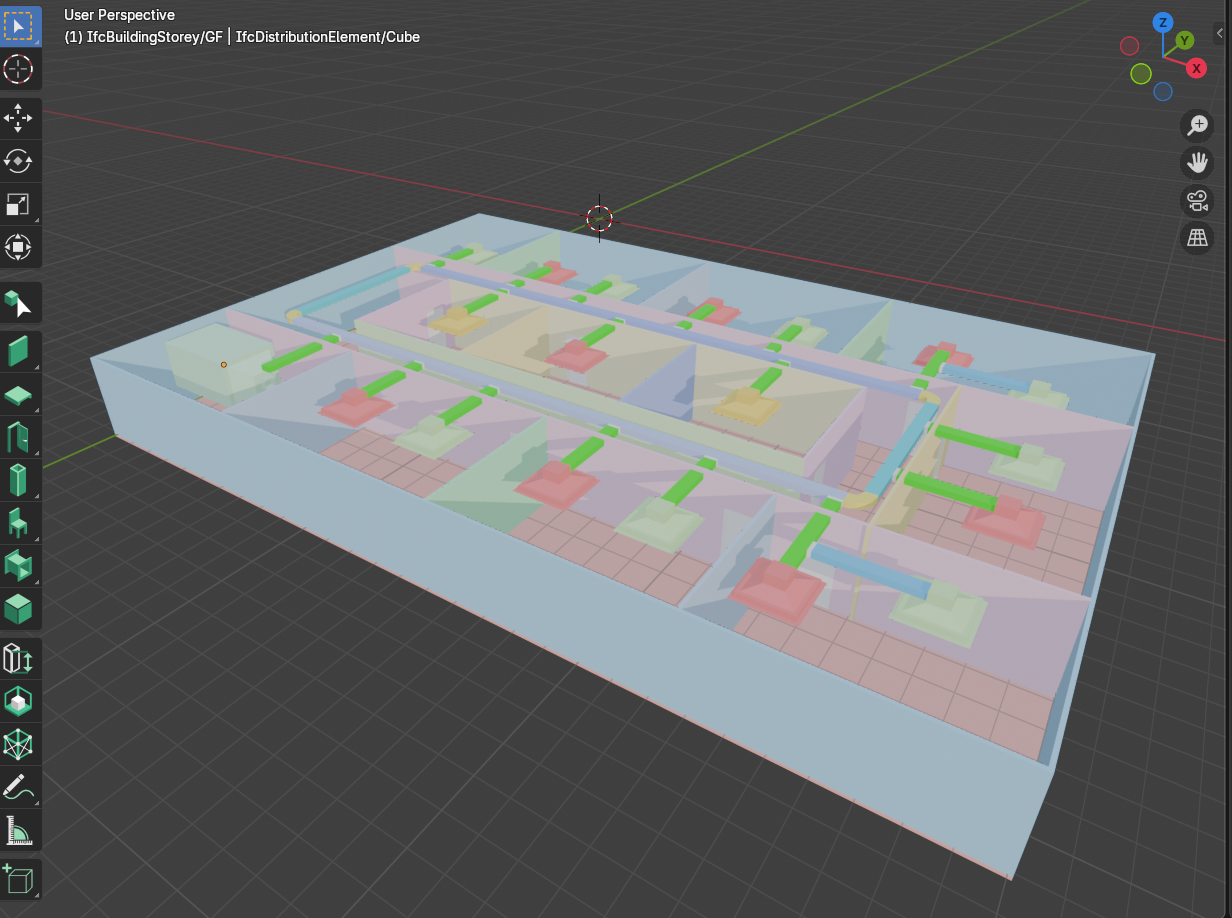 User Perspective
(1) IfcBuildingStorey/GF | IfcDistributionElement/Cube
Z
Y
X